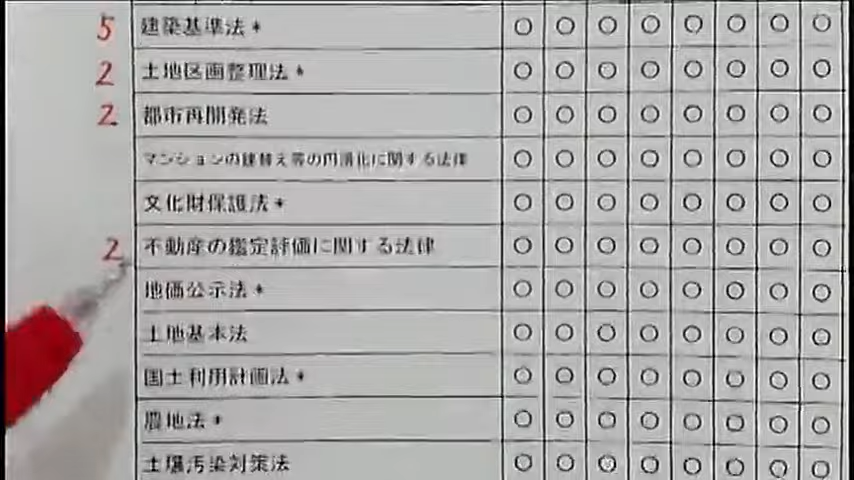 5 建築基準法* ○ ○ ○ ○ ○ ○ ○ ○
2 土地区画整理法* ○ ○ ○ ○ ○ ○ ○ ○
2 都市再開発法 ○ ○ ○ ○ ○ ○ ○ ○
マンションの建替え等の円滑化に関する法律 ○ ○ ○ ○ ○ ○ ○ ○
文化財保護法* ○ ○ ○ ○ ○ ○ ○ ○
2 不動産の鑑定評価に関する法律 ○ ○ ○ ○ ○ ○ ○ ○
地価公示法* ○ ○ ○ ○ ○ ○ ○ ○
土地基本法 ○ ○ ○ ○ ○ ○ ○ ○
国土利用計画法* ○ ○ ○ ○ ○ ○ ○ ○
農地法* ○ ○ ○ ○ ○ ○ ○ ○
土壌汚染対策法 ○ ○ ○ ○ ○ ○ ○ ○